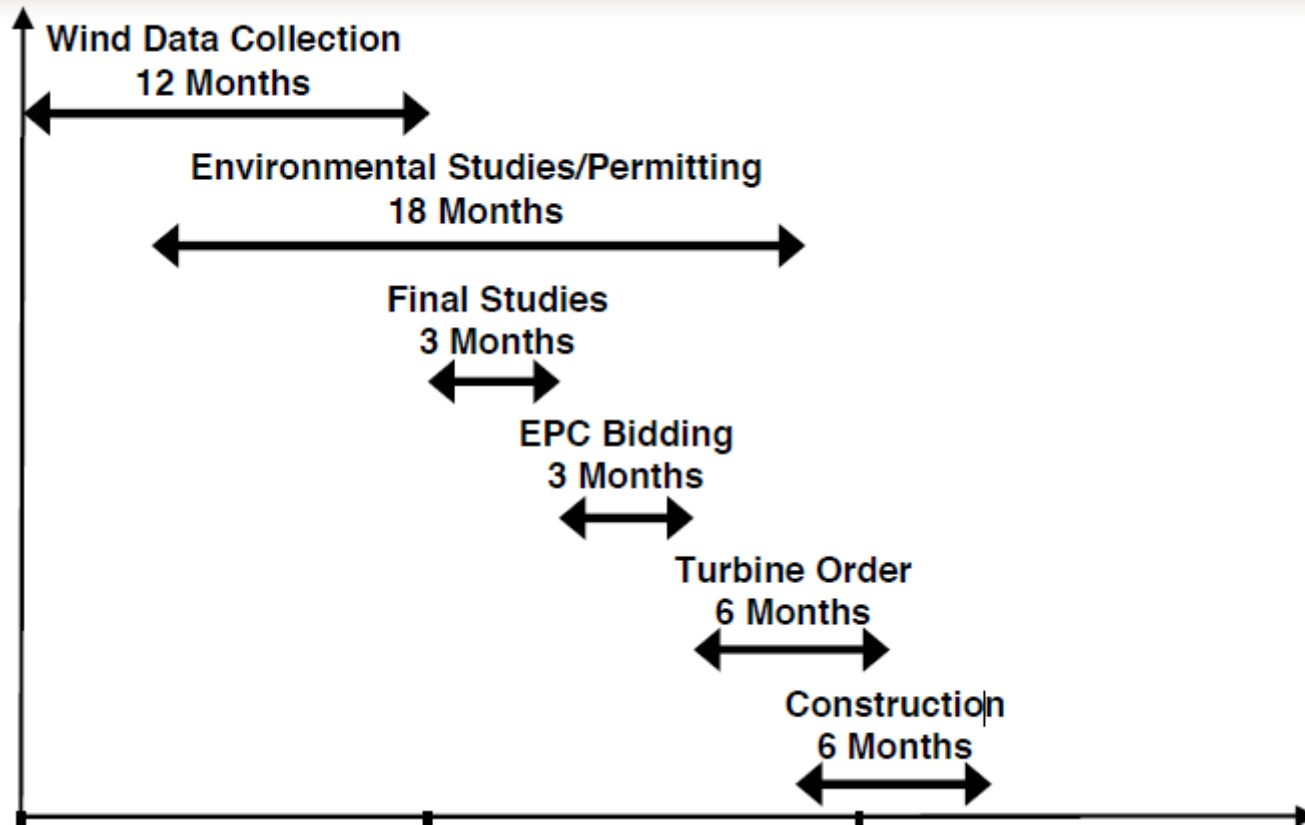 Wind Data Collection
12 Months
Environmental Studies/Permitting
18 Months
Final Studies
3 Months
EPC Bidding
3 Months
Turbine Order
6 Months
Construction
6 Months